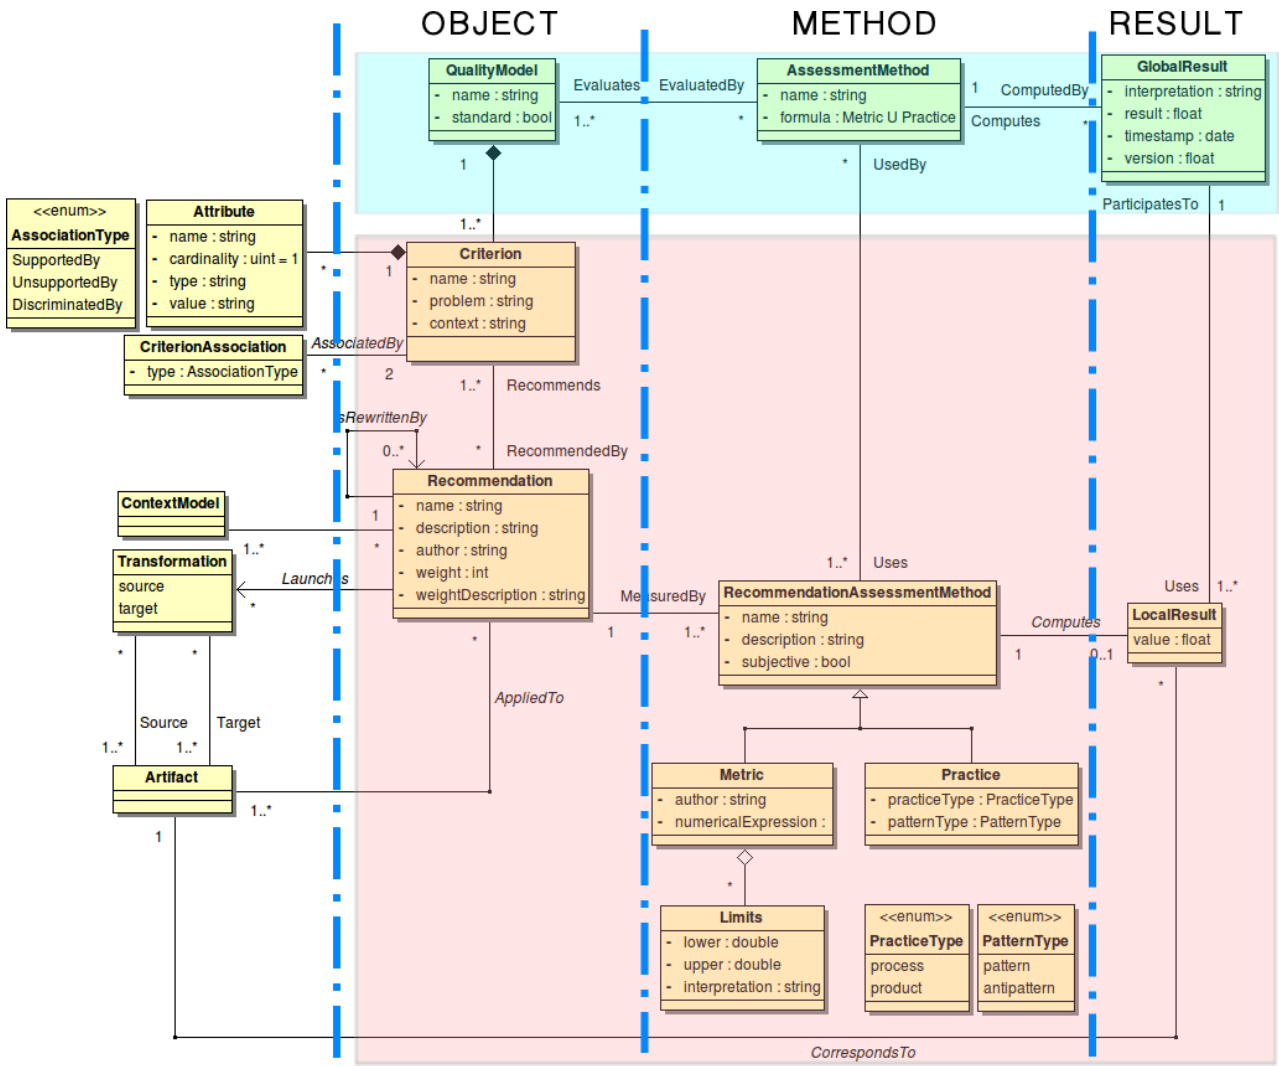 OBJECT
METHOD
RESULT
QualityModel
- name : string
- standard : bool
Evaluates
1..*
EvaluatedBy
*
AssessmentMethod
- name : string
- formula : Metric U Practice
1
ComputedBy
Computes
*
GlobalResult
- interpretation : string
- result : float
- timestamp : date
- version : float
1
1..*
*
UsedBy
ParticipatesTo
1
<<enum>>
AssociationType
SupportedBy
UnsupportedBy
DiscriminatedBy
Attribute
- name : string
- cardinality : uint = 1
- type : string
- value : string
*
1
Criterion
- name : string
- problem : string
- context : string
CriterionAssociation
- type : AssociationType
AssociatedBy
*
2
1..*
Recommends
sRewrittenBy
0..*
*
RecommendedBy
Recommendation
- name : string
- description : string
- author : string
- weight : int
- weightDescription : string
1
*
ContextModel
1..*
Transformation
source
target
Launches
*
MeasuredBy
1
1..*
1..*
Uses
RecommendationAssessmentMethod
- name : string
- description : string
- subjective : bool
Computes
1
0..1
Uses
1..*
LocalResult
value : float
*
*
*
*
Source
Target
1..*
1..*
AppliedTo
Artifact
1..*
1
Metric
- author : string
- numericalExpression :
Practice
- practiceType : PracticeType
- patternType : PatternType
*
Limits
- lower : double
- upper : double
- interpretation : string
<<enum>>
PracticeType
process
product
<<enum>>
PatternType
pattern
antipattern
CorrespondsTo